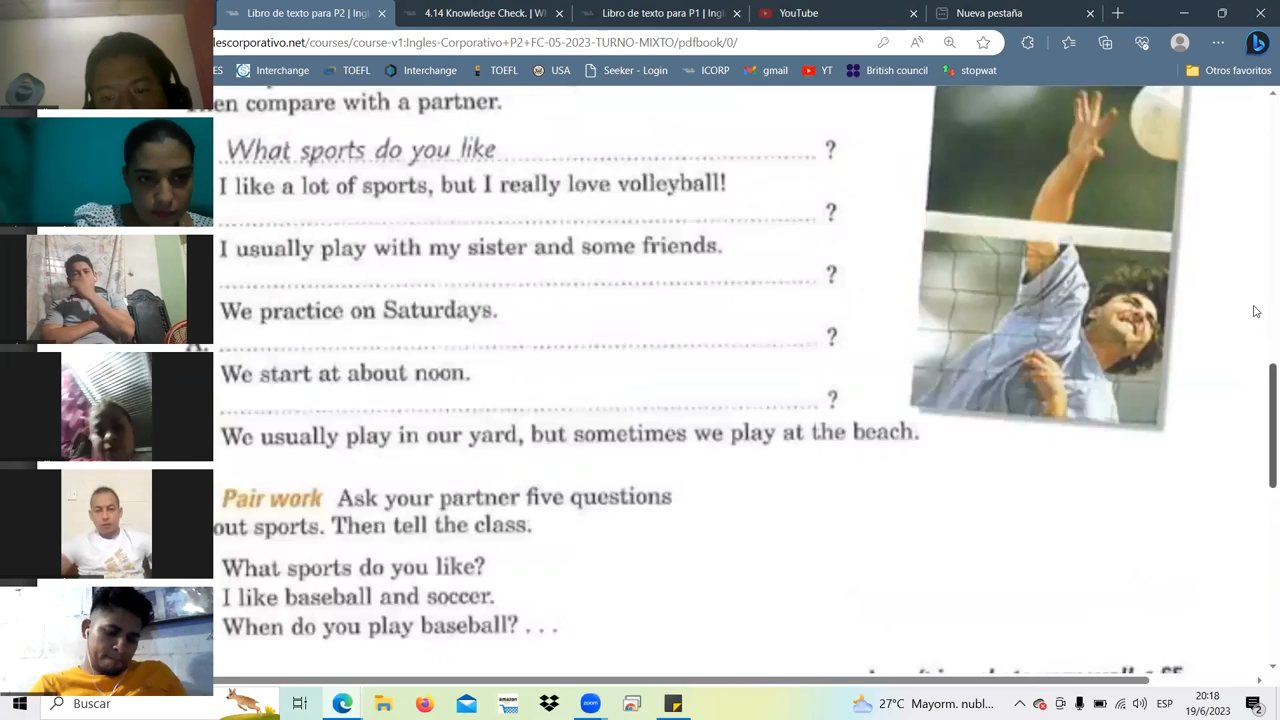 Libro de texto P2 | Ingl
4.14 Knowledge Check. |
Libro de texto P1 | Ingl
YouTube
Nueva pestaña
lescorporativo.net/courses/course-v1:Ingles-Corporativo+P2+FC-05-2023-TURNO-MIXTO/pdfbook/0/
ES
Interchange
TOEFL
Interchange
TOEFL
USA
Seeker - Login
ICORP
gmail
YT
British council
stopwat
Otros favoritos
compare with a partner.
What sports do you like ?
I like a lot of sports, but I really love volleyball!
?
I usually play with my sister and some friends.
?
We practice on Saturdays.
?
We start at about noon.
?
We usually play in our yard, but sometimes we play at the beach.
Pair work Ask your partner five questions
out sports. Then tell the class.
What sports do you like?
I like baseball and soccer.
When do you play baseball? . . .
Buscar
amazon
zoom
27°C Mayorm. nubl...
ESP
20:18
19/6/2023
2